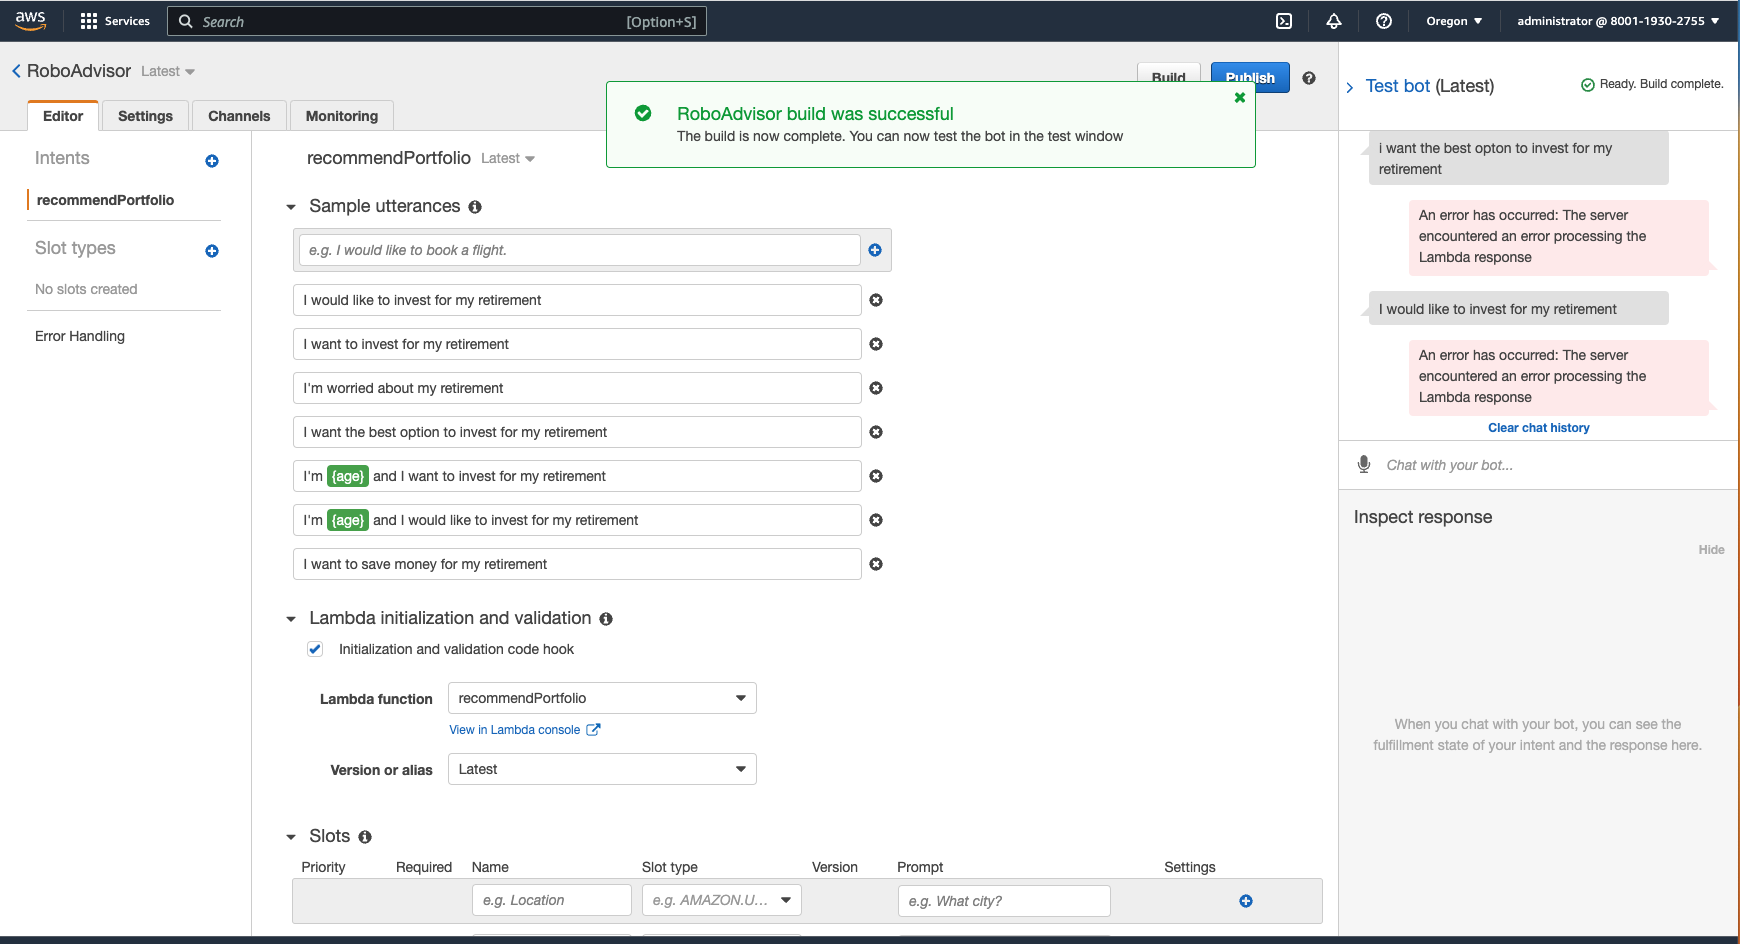 aws
Services
Search
[Option+S]
Oregon
administrator @ 8001-1930-2755
RoboAdvisor Latest
Build
Publish
Editor
Settings
Channels
Monitoring
RoboAdvisor build was successful
The build is now complete. You can now test the bot in the test window
Intents
recommendPortfolio
Slot types
No slots created
Error Handling
recommendPortfolio Latest
Sample utterances
e.g. I would like to book a flight.
I would like to invest for my retirement
I want to invest for my retirement
I'm worried about my retirement
I want the best option to invest for my retirement
I'm {age} and I want to invest for my retirement
I'm {age} and I would like to invest for my retirement
I want to save money for my retirement
Lambda initialization and validation
Initialization and validation code hook
Lambda function
recommendPortfolio
View in Lambda console
Version or alias
Latest
Slots
Priority
Required
Name
Slot type
Version
Prompt
Settings
e.g. Location
e.g. AMAZON.U...
e.g. What city?
Test bot (Latest)
Ready. Build complete.
i want the best opton to invest for my
retirement
An error has occurred: The server
encountered an error processing the
Lambda response
I would like to invest for my retirement
An error has occurred: The server
encountered an error processing the
Lambda response
Clear chat history
Chat with your bot...
Inspect response
Hide
When you chat with your bot, you can see the
fulfillment state of your intent and the response here.